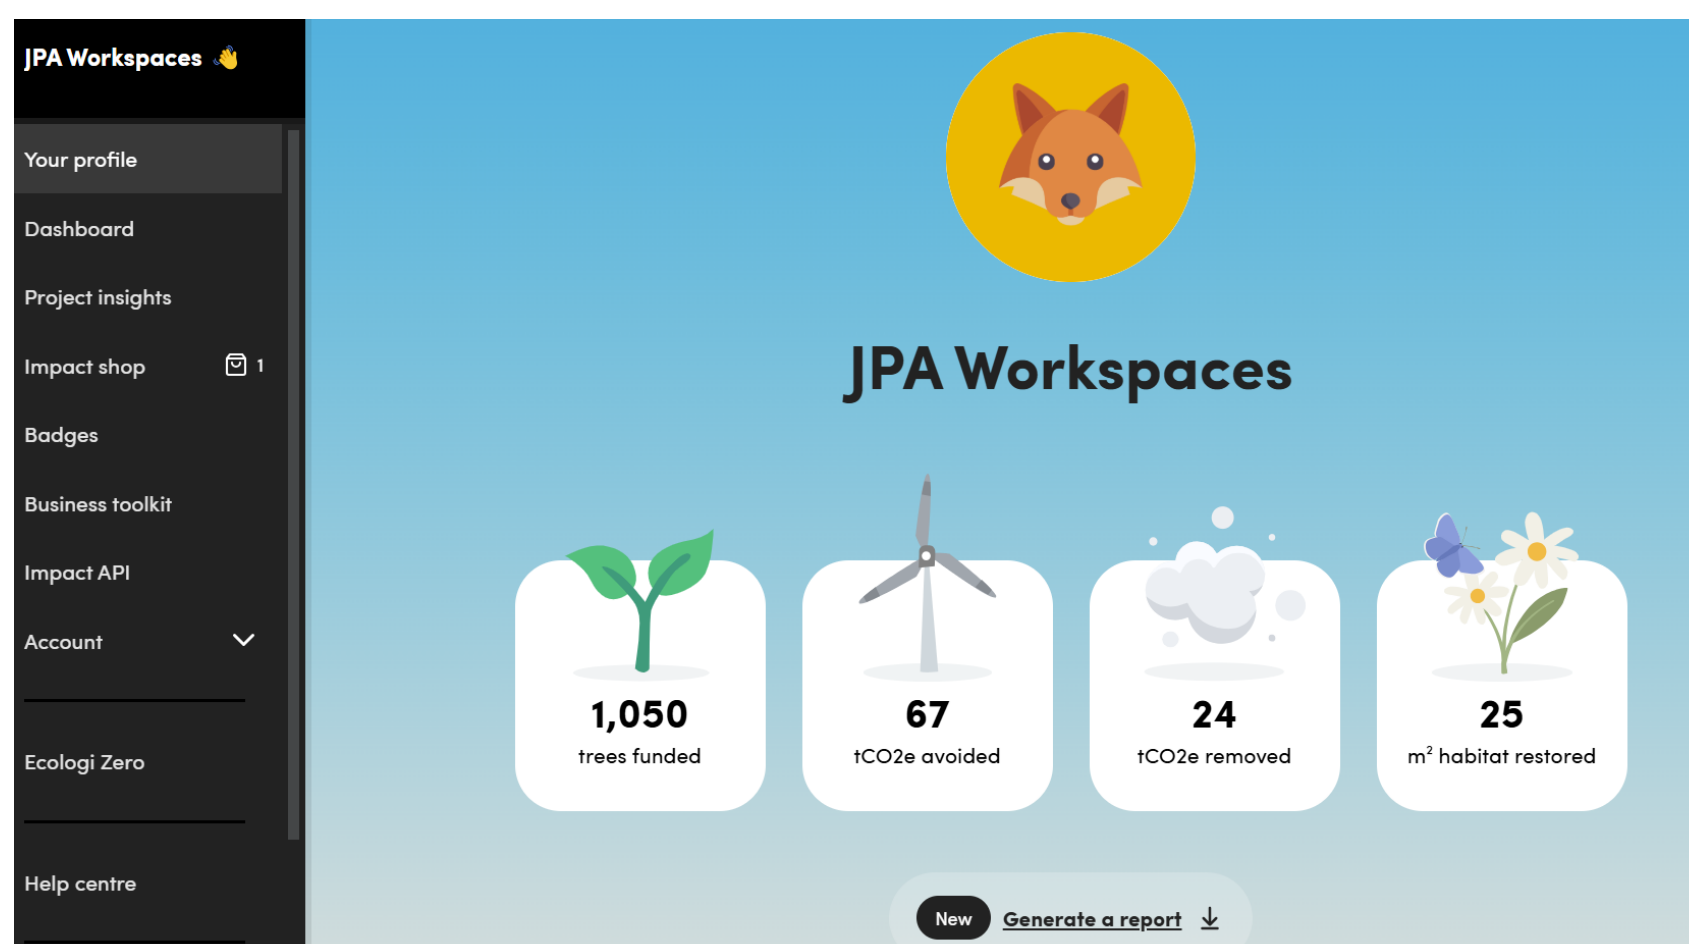 JPA Workspaces 👋
Your profile
Dashboard
Project insights
Impact shop 1
Badges
Business toolkit
Impact API
Account
Ecologi Zero
Help centre
JPA Workspaces
1,050
trees funded
67
tCO2e avoided
24
tCO2e removed
25
m² habitat restored
New Generate a report